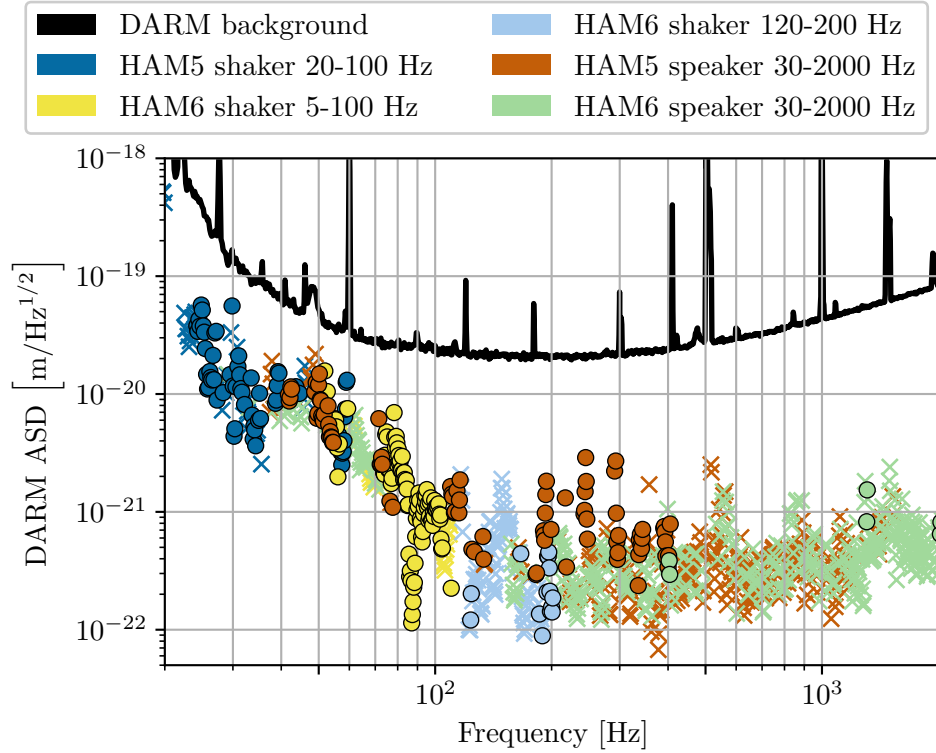 DARM background
HAM5 shaker 20-100 Hz
HAM6 shaker 5-100 Hz
HAM6 shaker 120-200 Hz
HAM5 speaker 30-2000 Hz
HAM6 speaker 30-2000 Hz
DARM ASD [m/Hz^{1/2}]
10^{-18}
10^{-19}
10^{-20}
10^{-21}
10^{-22}
10^{2}
10^{3}
Frequency [Hz]